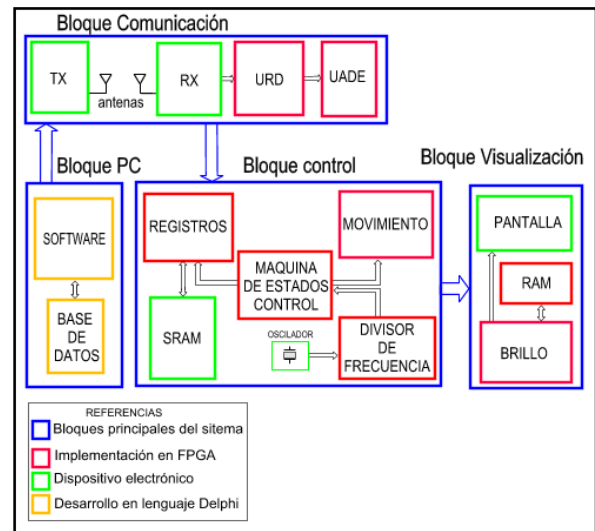 Bloque Comunicación
TX
antenas
RX
URD
UADE
Bloque PC
SOFTWARE
BASE
DE
DATOS
Bloque control
REGISTROS
MOVIMIENTO
MAQUINA
DE ESTADOS
CONTROL
SRAM
OSCILADOR
DIVISOR
DE
FRECUENCIA
Bloque Visualización
PANTALLA
RAM
BRILLO
REFERENCIAS
Bloques principales del sitema
Implementación en FPGA
Dispositivo electrónico
Desarrollo en lenguaje Delphi